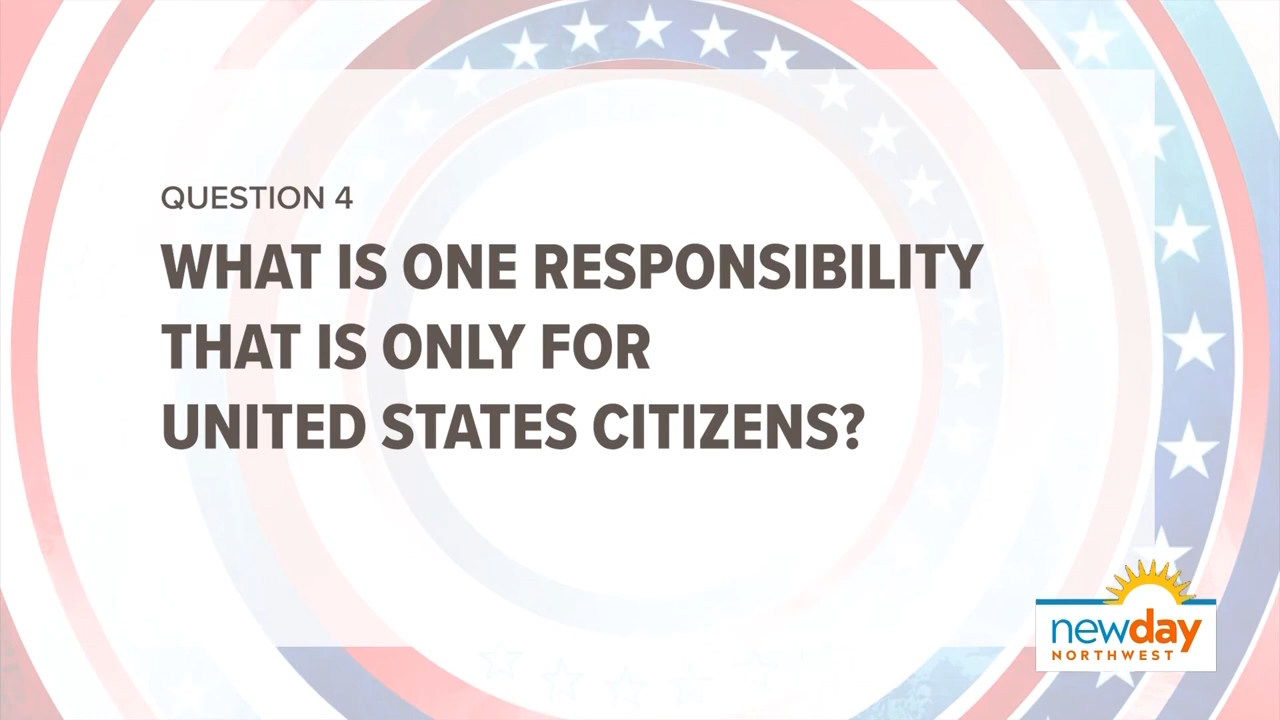 QUESTION 4
WHAT IS ONE RESPONSIBILITY
THAT IS ONLY FOR
UNITED STATES CITIZENS?
newday
NORTHWEST